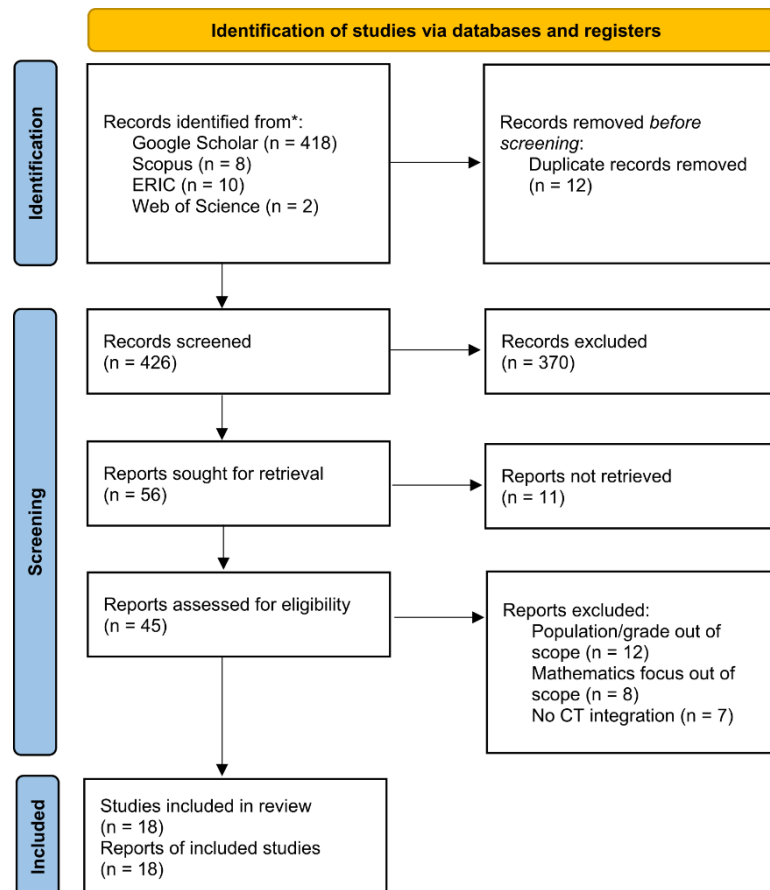 Identification of studies via databases and registers
Identification
Records identified from*:
Google Scholar (n = 418)
Scopus (n = 8)
ERIC (n = 10)
Web of Science (n = 2)
Records removed before
screening:
Duplicate records removed
(n = 12)
Screening
Records screened
(n = 426)
Records excluded
(n = 370)
Reports sought for retrieval
(n = 56)
Reports not retrieved
(n = 11)
Reports assessed for eligibility
(n = 45)
Reports excluded:
Population/grade out of
scope (n = 12)
Mathematics focus out of
scope (n = 8)
No CT integration (n = 7)
Included
Studies included in review
(n = 18)
Reports of included studies
(n = 18)